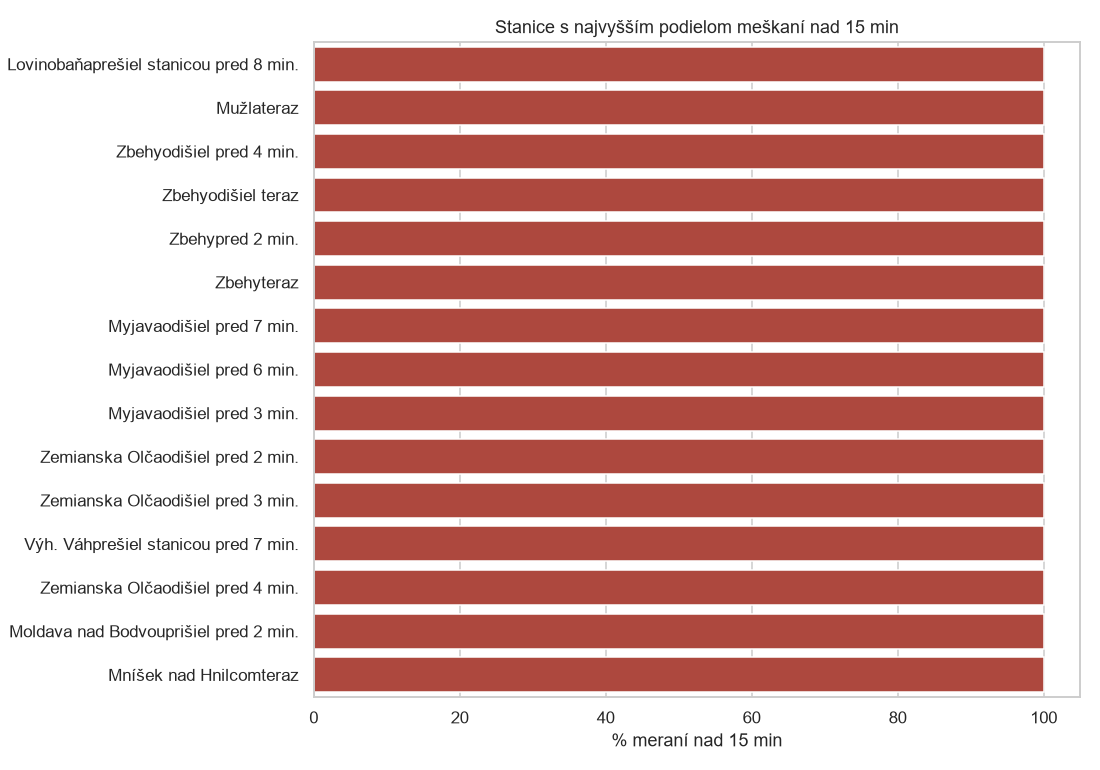 Stanice s najvyšším podielom meškaní nad 15 min
Lovinobaňaprešiel stanicou pred 8 min.
Mužlateraz
Zbehyodišiel pred 4 min.
Zbehyodišiel teraz
Zbehypred 2 min.
Zbehyteraz
Myjavaodišiel pred 7 min.
Myjavaodišiel pred 6 min.
Myjavaodišiel pred 3 min.
Zemianska Olčaodišiel pred 2 min.
Zemianska Olčaodišiel pred 3 min.
Výh. Váhprešiel stanicou pred 7 min.
Zemianska Olčaodišiel pred 4 min.
Moldava nad Bodvouprišiel pred 2 min.
Mníšek nad Hnilcomteraz
0 20 40 60 80 100
% meraní nad 15 min